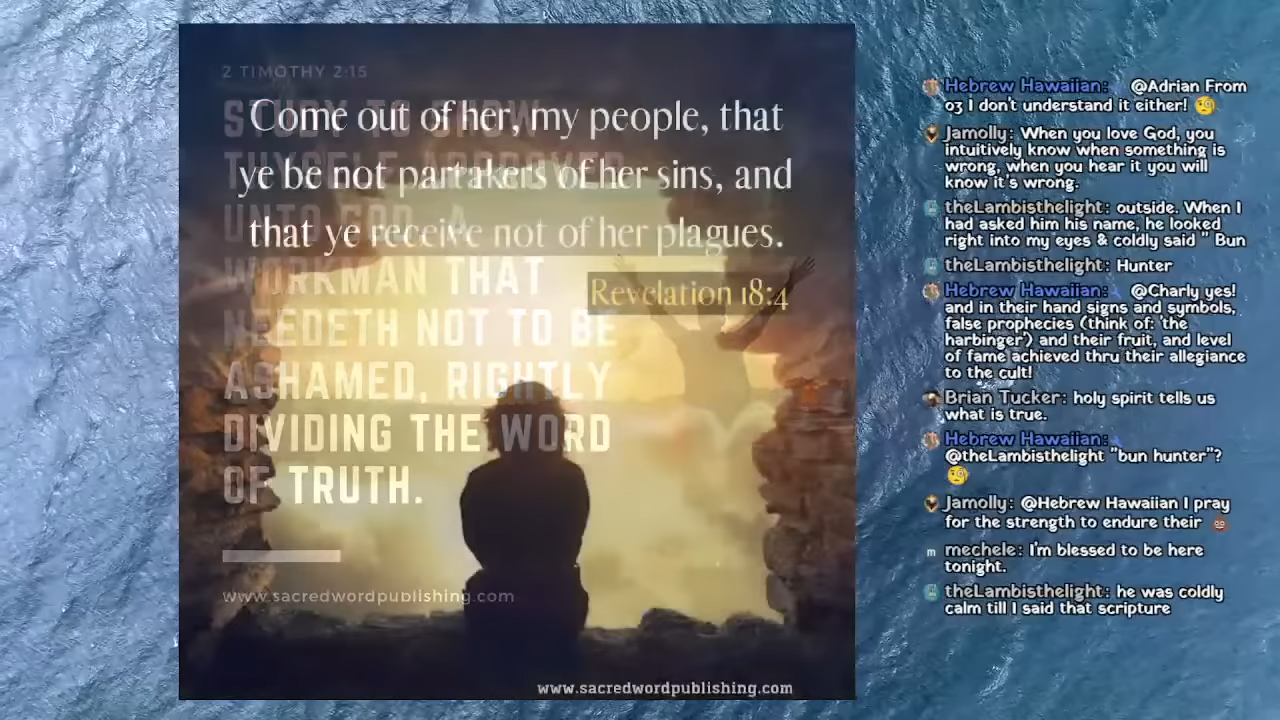 2 TIMOTHY 2:15
STUDY TO SHOW
THYSELF APPROVED
UNTO GOD, A
WORKMAN THAT
NEEDETH NOT TO BE
ASHAMED, RIGHTLY
DIVIDING THE WORD
OF TRUTH.
www.sacredwordpublishing.com
Come out of her, my people, that
ye be not partakers of her sins, and
that ye receive not of her plagues.
Revelation 18:4
www.sacredwordpublishing.com
Hebrew Hawaiian: @Adrian From
03 I don't understand it either!
Jamolly: When you love God, you
intuitively know when something is
wrong, when you hear it you will
know it's wrong.
theLambisthelight: outside. When I
had asked him his name, he looked
right into my eyes & coldly said " Bun
theLambisthelight: Hunter
Hebrew Hawaiian: @Charly yes!
and in their hand signs and symbols,
false prophecies (think of: 'the
harbinger') and their fruit, and level
of fame achieved thru their allegiance
to the cult!
Brian Tucker: holy spirit tells us
what is true.
Hebrew Hawaiian:
@theLambisthelight "bun hunter"?
Jamolly: @Hebrew Hawaiian I pray
for the strength to endure their
m mechele: I'm blessed to be here
tonight.
theLambisthelight: he was coldly
calm till I said that scripture